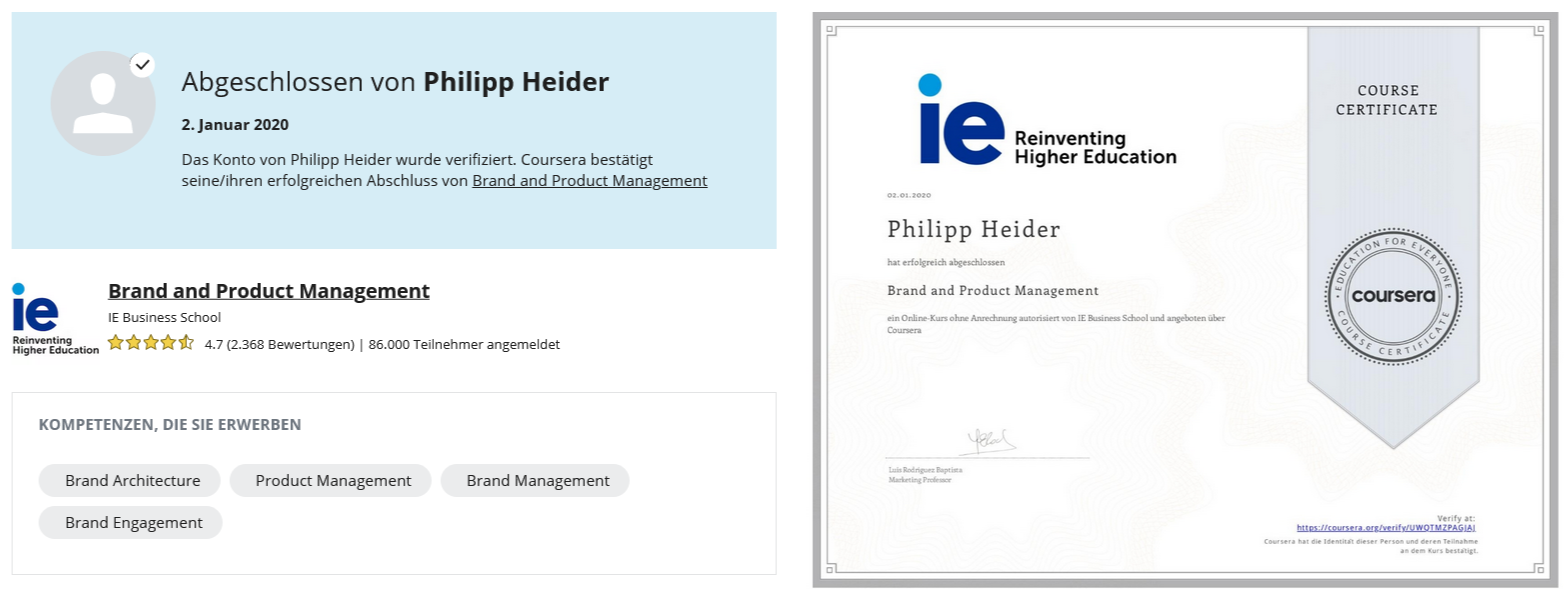 Abgeschlossen von Philipp Heider
2. Januar 2020
Das Konto von Philipp Heider wurde verifiziert. Coursera bestätigt
seine/ihren erfolgreichen Abschluss von Brand and Product Management
ie
Reinventing
Higher Education
Brand and Product Management
IE Business School
4.7 (2.368 Bewertungen) | 86.000 Teilnehmer angemeldet
KOMPETENZEN, DIE SIE ERWERBEN
Brand Architecture
Product Management
Brand Management
Brand Engagement
ie
Reinventing
Higher Education
02.01.2020
Philipp Heider
hat erfolgreich abgeschlossen
Brand and Product Management
ein Online-Kurs ohne Anrechnung autorisiert von IE Business School und angeboten über
Coursera
Luis Rodriguez Baptista
Marketing Professor
COURSE
CERTIFICATE
EDUCATION FOR EVERYONE
coursera
COURSE CERTIFICATE
Verify at:
https://coursera.org/verify/UWOTMZPAGJAJ
Coursera hat die Identität dieser Person und deren Teilnahme
an dem Kurs bestätigt.